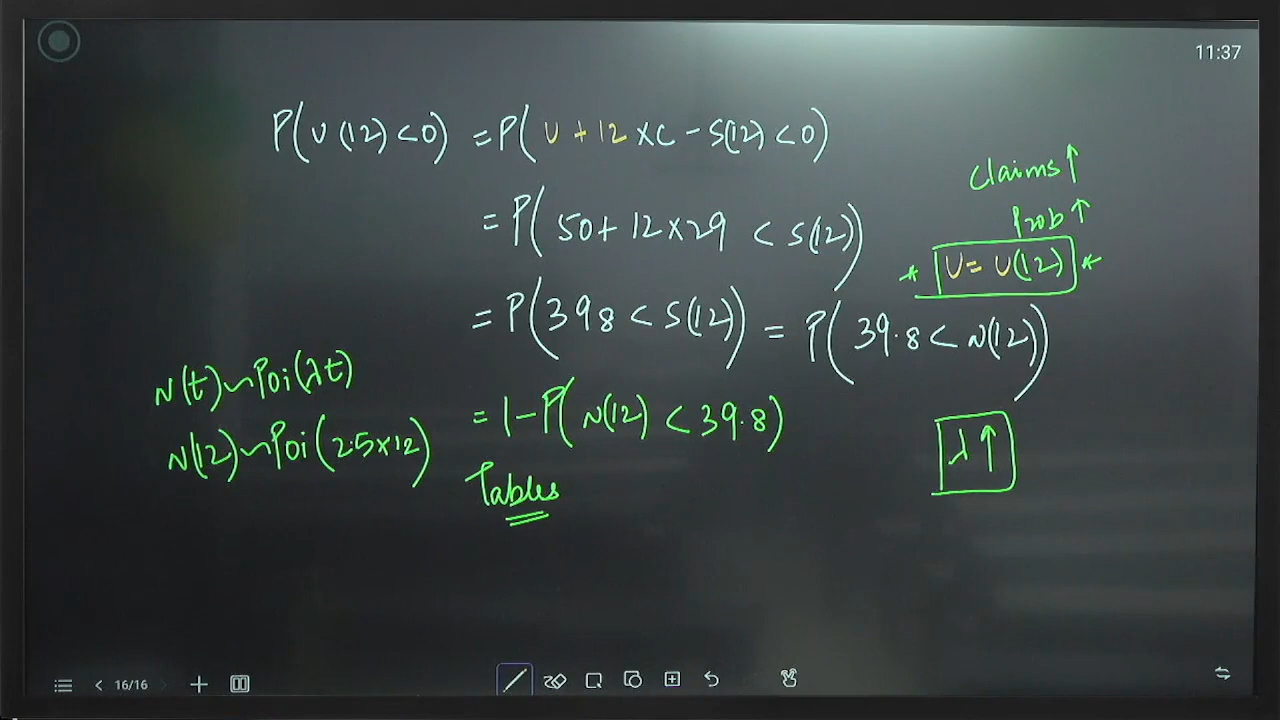 11:37
P(U(12)<0) = P(U+12×C-S(12)<0)
Claims↑
Prob↑
= P(50+12×29 < S(12))
* U= U(12) *
= P(398 < S(12)) = P(39.8 < N(12))
N(t)~Poi(λt)
= 1-P(N(12) < 39.8)
λ↑
N(12)~Poi(2.5×12)
Tables
16/16